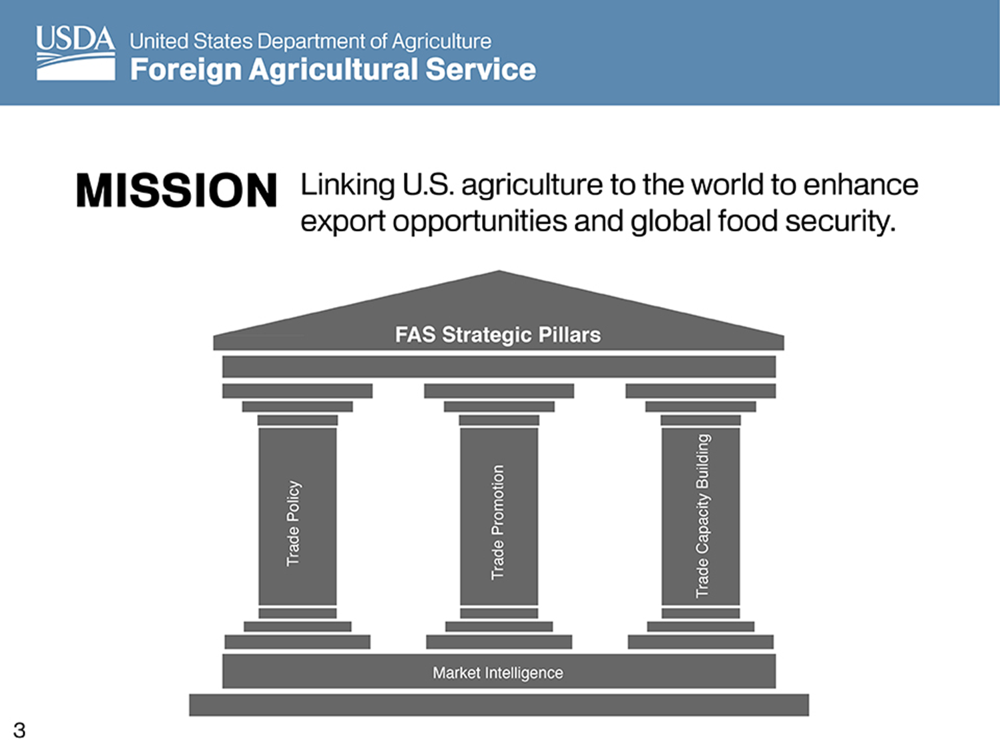 USDA
United States Department of Agriculture
Foreign Agricultural Service
MISSION
Linking U.S. agriculture to the world to enhance
export opportunities and global food security.
FAS Strategic Pillars
Trade Policy
Trade Promotion
Trade Capacity Building
Market Intelligence
3